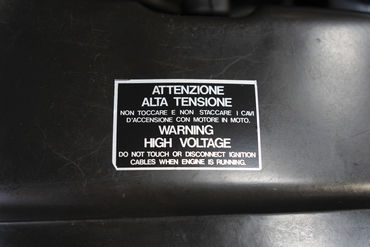 ATTENZIONE
ALTA TENSIONE
NON TOCCARE E NON STACCARE I CAVI
D'ACCENSIONE CON MOTORE IN MOTO.
WARNING
HIGH VOLTAGE
DO NOT TOUCH OR DISCONNECT IGNITION
CABLES WHEN ENGINE IS RUNNING.